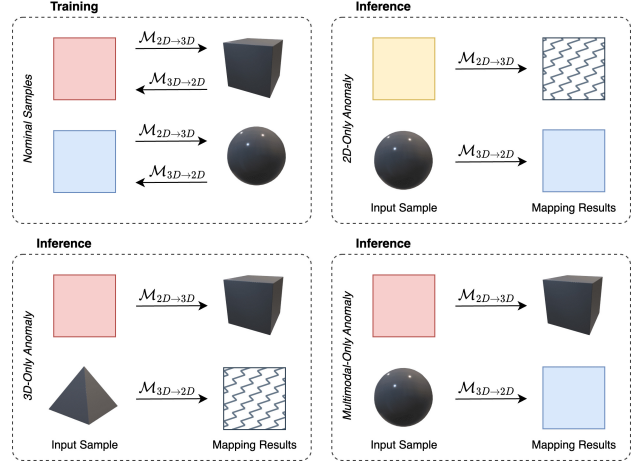 Training
Nominal Samples
M2D→3D
M3D→2D
M2D→3D
M3D→2D
Inference
2D-Only Anomaly
M2D→3D
M3D→2D
Input Sample
Mapping Results
Inference
3D-Only Anomaly
M2D→3D
M3D→2D
Input Sample
Mapping Results
Inference
Multimodal-Only Anomaly
M2D→3D
M3D→2D
Input Sample
Mapping Results